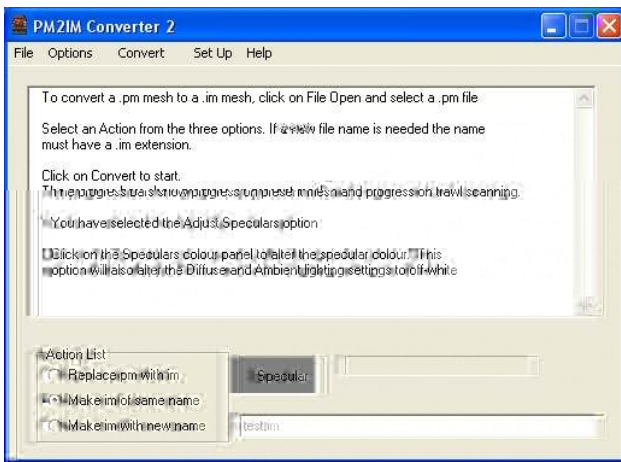 PM2IM Converter 2
File Options Convert Set Up Help
To convert a .pm mesh to a .im mesh, click on File Open and select a .pm file
Select an Action from the three options. If a new file name is needed the name
must have a .im extension.
Click on Convert to start.
and progression trawl scanning.
You have selected the Adjust Speculars option
Click on the Speculars colour panel to alter the specular colour. This
option will also alter the Diffuse and Ambient lighting settings to off-white
Action List
Replace pm with im
Specular
Make im of same name
Make im with new name